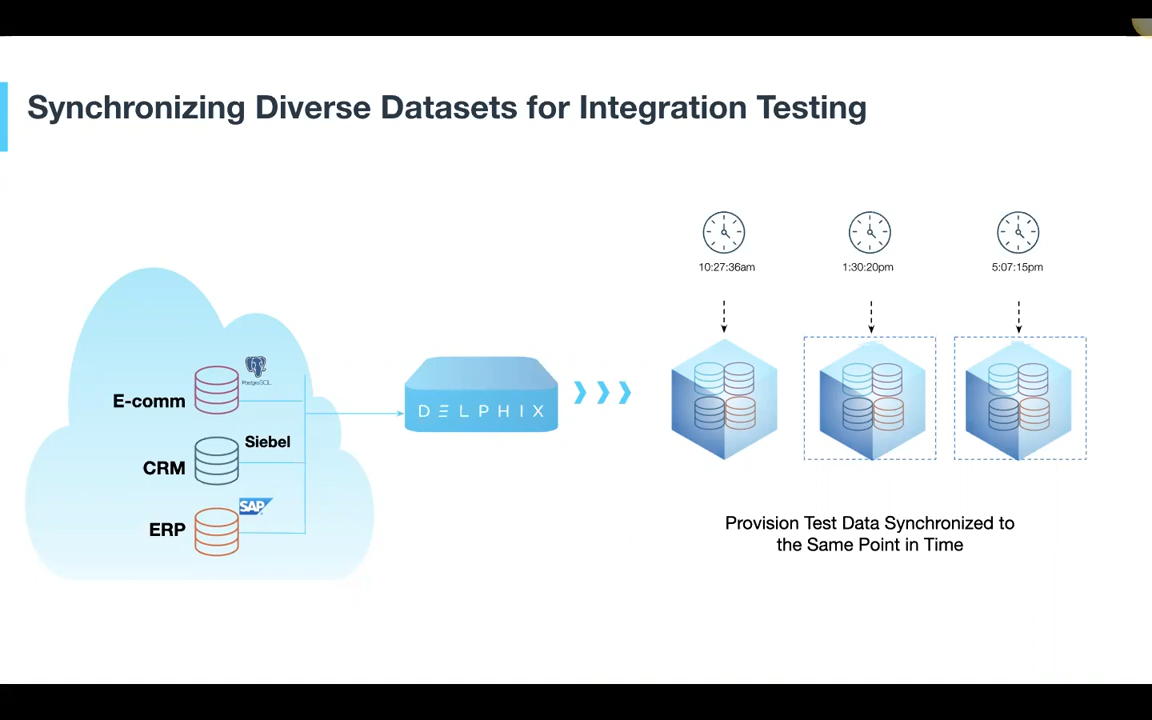 Synchronizing Diverse Datasets for Integration Testing
10:27:36am
1:30:20pm
5:07:15pm
PostgreSQL
E-comm
DELPHIX
Siebel
CRM
SAP
ERP
Provision Test Data Synchronized to
the Same Point in Time